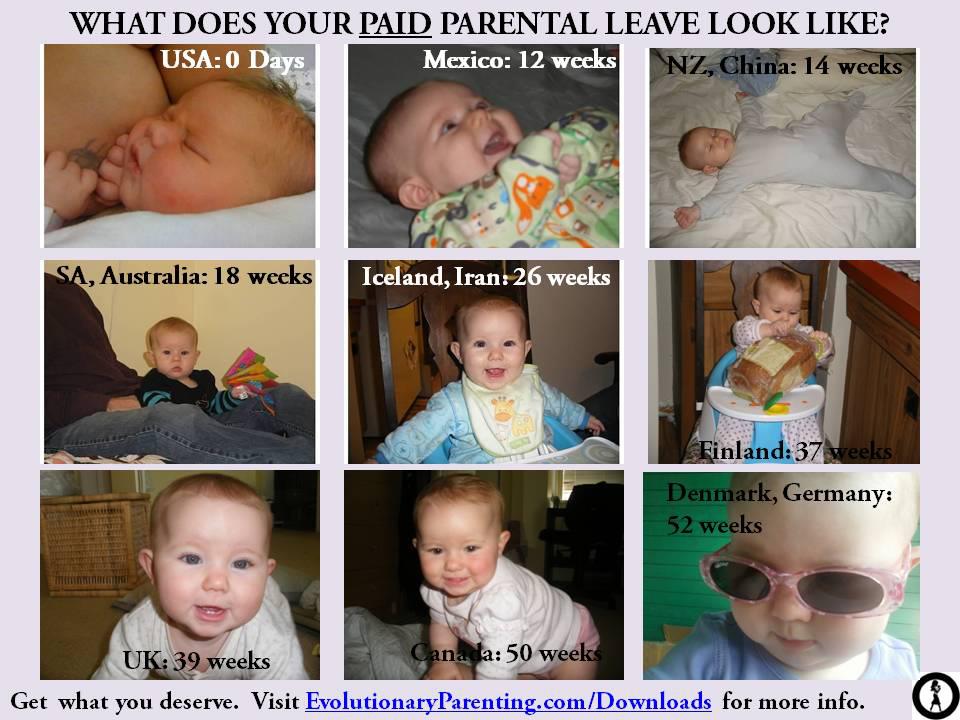 WHAT DOES YOUR PAID PARENTAL LEAVE LOOK LIKE?
USA: 0 Days
Mexico: 12 weeks
NZ, China: 14 weeks
SA, Australia: 18 weeks
Iceland, Iran: 26 weeks
Finland: 37 weeks
UK: 39 weeks
Canada: 50 weeks
Denmark, Germany:
52 weeks
Get what you deserve. Visit EvolutionaryParenting.com/Downloads for more info.